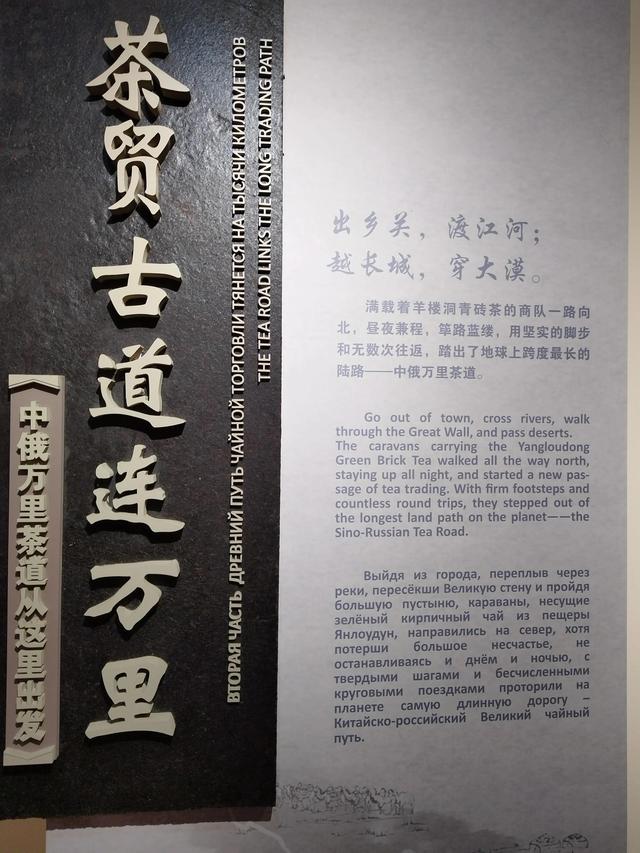 茶贸古道连万里
《中俄万里茶道从这里出发》
ВТОРАЯ ЧАСТЬ ДРЕВНИЙ ПУТЬ ЧАЙНОЙ ТОРГОВЛИ ТЯНЕТСЯ НА ТЫСЯЧИ КИЛОМЕТРОВ
THE TEA ROAD LINKS THE LONG TRADING PATH
出乡关，渡江河；
越长城，穿大漠。
满载着羊楼洞青砖茶的商队一路向
北，昼夜兼程，筚路蓝缕，用坚实的脚步
和无数次往返，踏出了地球上跨度最长的
陆路——中俄万里茶道。
Go out of town, cross rivers, walk
through the Great Wall, and pass deserts.
The caravans carrying the Yangloudong
Green Brick Tea walked all the way north,
staying up all night, and started a new pas-
sage of tea trading. With firm footsteps and
countless round trips, they stepped out of
the longest land path on the planet——the
Sino-Russian Tea Road.
Выйдя из города, переплыв через
реки, пересёкши Великую стену и пройдя
большую пустыню, караваны, несущие
зелёный кирпичный чай из пещеры
Янлоудун, направились на север, хотя
потерши большое несчастье, не
останавливаясь и днём и ночью, с
твердыми шагами и бесчисленными
круговыми поездками проторили на
планете самую длинную дорогу –
Китайско-российский Великий чайный
путь.